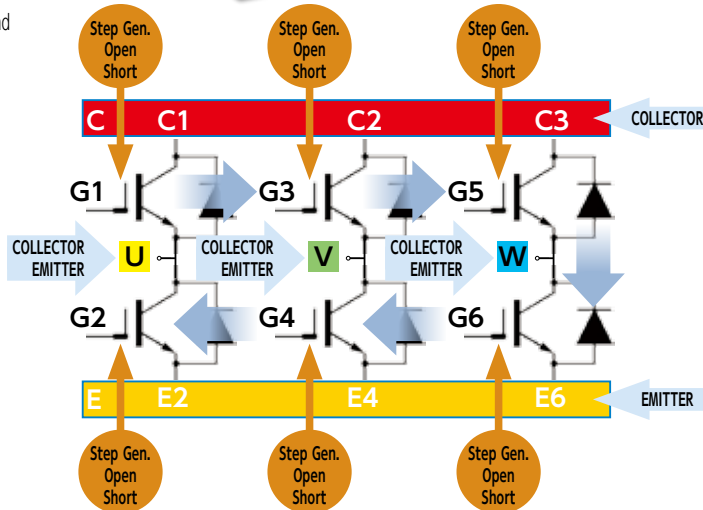 nd
Step Gen.
Open
Short
Step Gen.
Open
Short
Step Gen.
Open
Short
C C1 C2 C3
COLLECTOR
G1 G3 G5
COLLECTOR
EMITTER
U
COLLECTOR
EMITTER
V
COLLECTOR
EMITTER
W
G2 G4 G6
E E2 E4 E6
EMITTER
Step Gen.
Open
Short
Step Gen.
Open
Short
Step Gen.
Open
Short